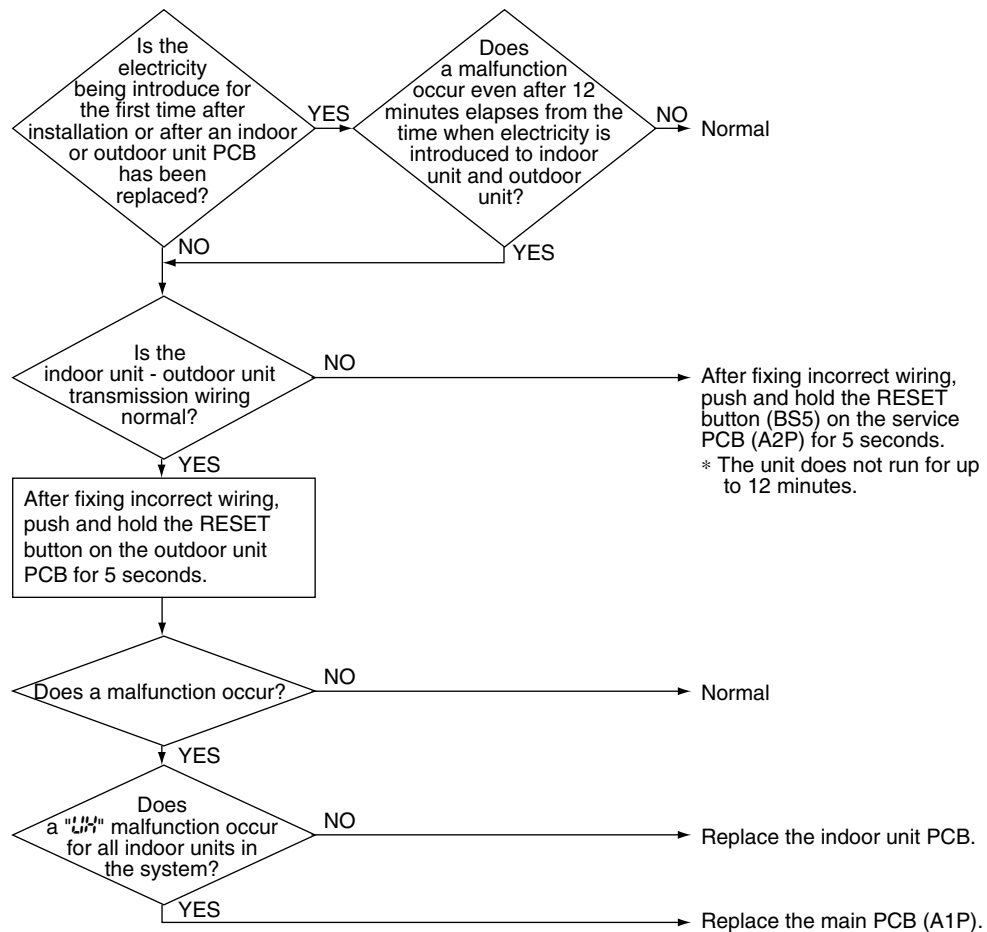 Is the
electricity
being introduce for
the first time after
installation or after an indoor
or outdoor unit PCB
has been
replaced?
YES
NO
Does
a malfunction
occur even after 12
minutes elapses from the
time when electricity is
introduced to indoor
unit and outdoor
unit?
NO
Normal
YES
Is the
indoor unit - outdoor unit
transmission wiring
normal?
NO
After fixing incorrect wiring,
push and hold the RESET
button (BS5) on the service
PCB (A2P) for 5 seconds.
* The unit does not run for up
to 12 minutes.
YES
After fixing incorrect wiring,
push and hold the RESET
button on the outdoor unit
PCB for 5 seconds.
Does a malfunction occur?
NO
Normal
YES
Does
a "UH" malfunction occur
for all indoor units in
the system?
NO
Replace the indoor unit PCB.
YES
Replace the main PCB (A1P).